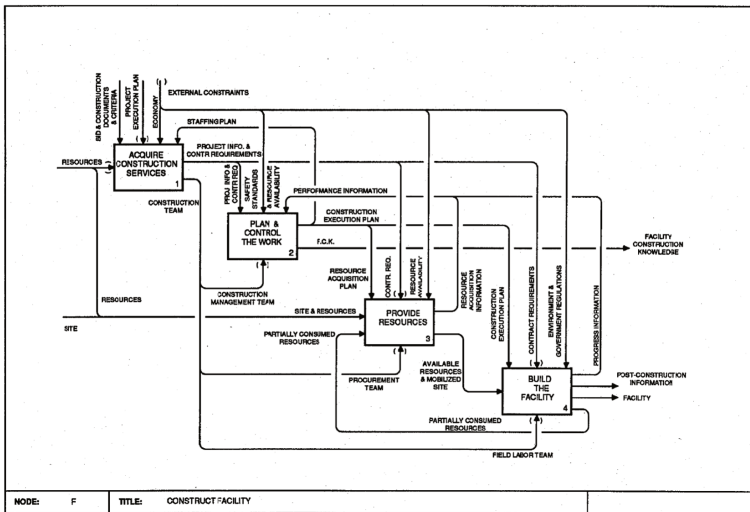 EXTERNAL CONSTRAINTS
BID & CONSTRUCTION
DOCUMENTS
& CRITERIA
PROJECT
EXECUTION PLAN
ECONOMY
STAFFING PLAN
PROJECT INFO. &
CONTR REQUIREMENTS
RESOURCES
ACQUIRE
CONSTRUCTION
SERVICES
1
CONSTRUCTION
TEAM
PROJ INFO &
CONTR REQ
SAFETY
STANDARDS
& RESOURCE
AVAILABILITY
PERFORMANCE INFORMATION
CONSTRUCTION
EXECUTION PLAN
PLAN &
CONTROL
THE WORK
2
F.C.K.
FACILITY
CONSTRUCTION
KNOWLEDGE
RESOURCE
ACQUISITION
PLAN
CONTR. REQ.
RESOURCE
AVAILABILITY
RESOURCE
ACQUISITION
INFORMATION
CONSTRUCTION
EXECUTION PLAN
CONTRACT REQUIREMENTS
ENVIRONMENT &
GOVERNMENT REGULATIONS
PROGRESS INFORMATION
RESOURCES
CONSTRUCTION
MANAGEMENT TEAM
SITE
SITE & RESOURCES
PARTIALLY CONSUMED
RESOURCES
PROVIDE
RESOURCES
3
PROCUREMENT
TEAM
AVAILABLE
RESOURCES
& MOBILIZED
SITE
BUILD
THE
FACILITY
4
POST-CONSTRUCTION
INFORMATION
FACILITY
PARTIALLY CONSUMED
RESOURCES
FIELD LABOR TEAM
NODE: F TITLE: CONSTRUCT FACILITY